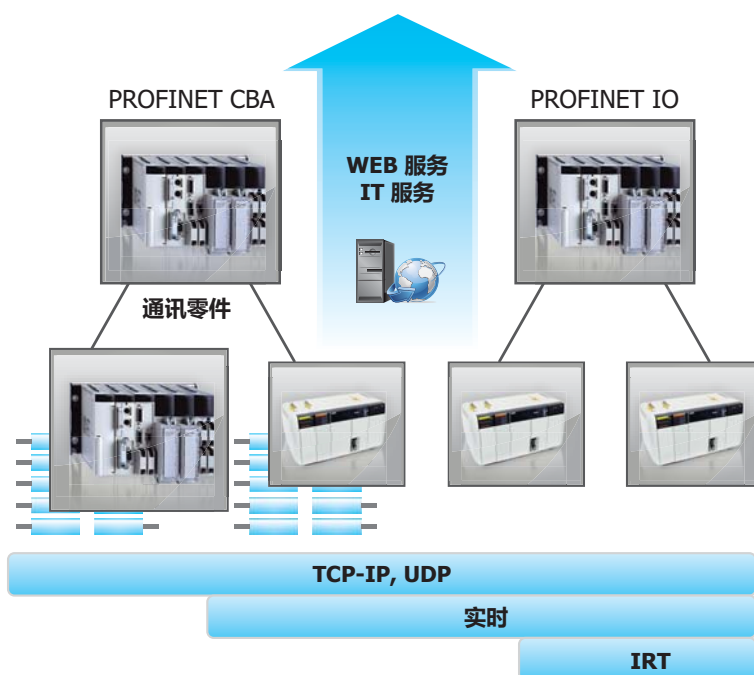 PROFINET CBA
PROFINET IO
WEB 服务
IT 服务
通讯零件
TCP-IP, UDP
实时
IRT